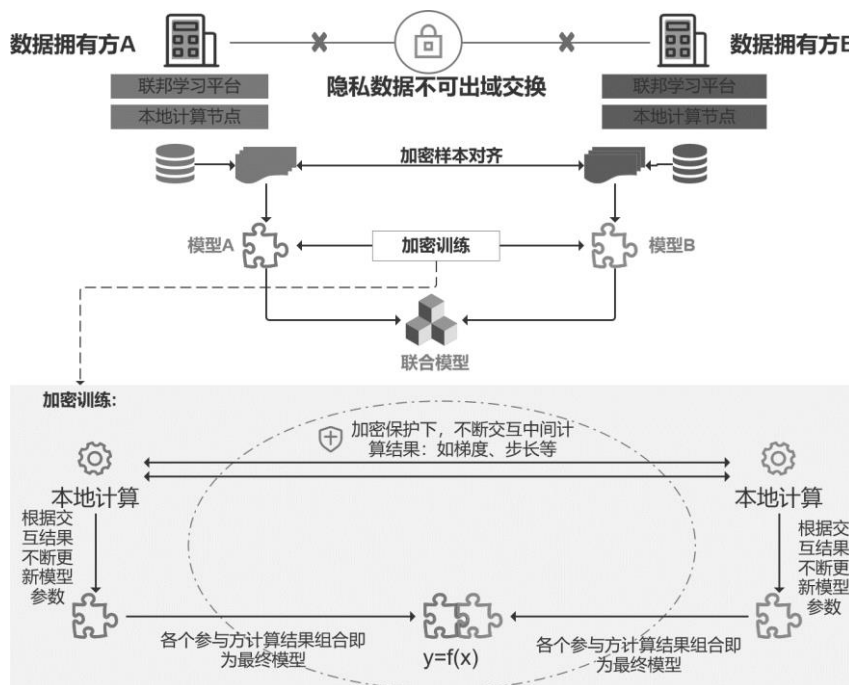 数据拥有方A
数据拥有方B
联邦学习平台
本地计算节点
隐私数据不可出域交换
联邦学习平台
本地计算节点
加密样本对齐
模型A
加密训练
模型B
联合模型
加密训练:
加密保护下，不断交互中间计
算结果：如梯度、步长等
本地计算
本地计算
根据交
互结果
不断更
新模型
参数
根据交
互结果
不断更
新模型
参数
各个参与方计算结果组合即
为最终模型
y=f(x)
各个参与方计算结果组合即
为最终模型